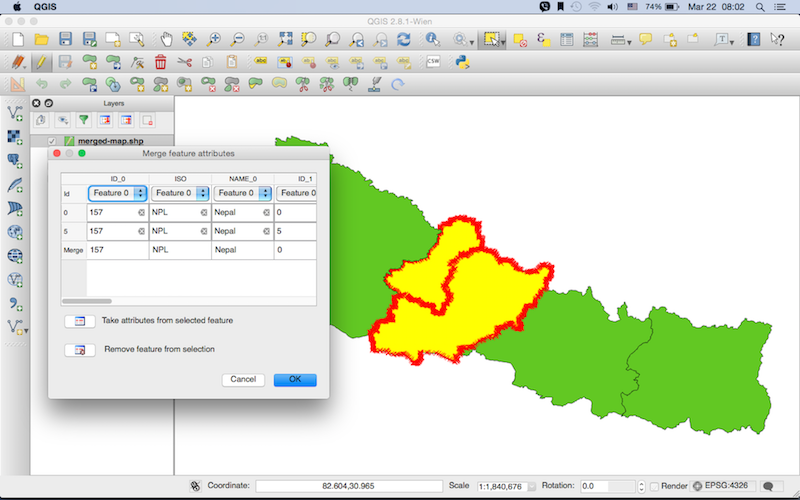 QGIS
74%
Mar 22 08:02
QGIS 2.8.1-Wien
CSW
Layers
merged-map.shp
Merge feature attributes
ID_0 ISO NAME_0 ID_1
Id Feature 0 Feature 0 Feature 0 Feature 0
0 157 NPL Nepal 0
5 157 NPL Nepal 5
Merge 157 NPL Nepal 0
Take attributes from selected feature
Remove feature from selection
Cancel OK
Coordinate: 82.604,30.965 Scale 1:1,840,676 Rotation: 0.0 Render EPSG:4326